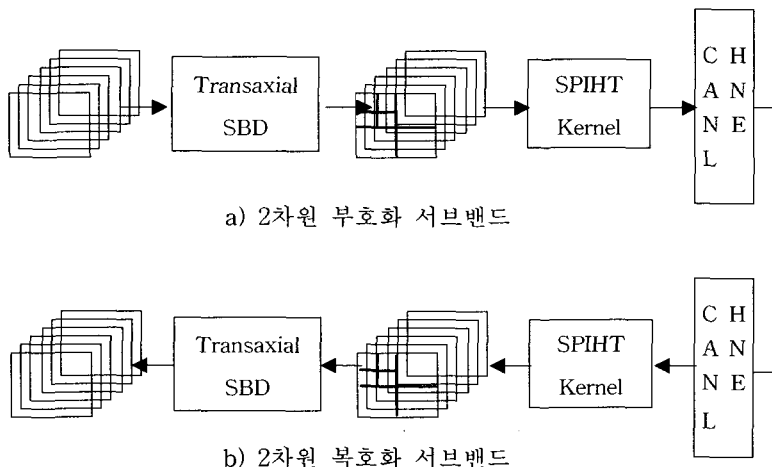 Transaxial
SBD
SPIHT
Kernel
C H
A N
N E
L
a) 2차원 부호화 서브밴드
Transaxial
SBD
SPIHT
Kernel
C H
A N
N E
L
b) 2차원 복호화 서브밴드